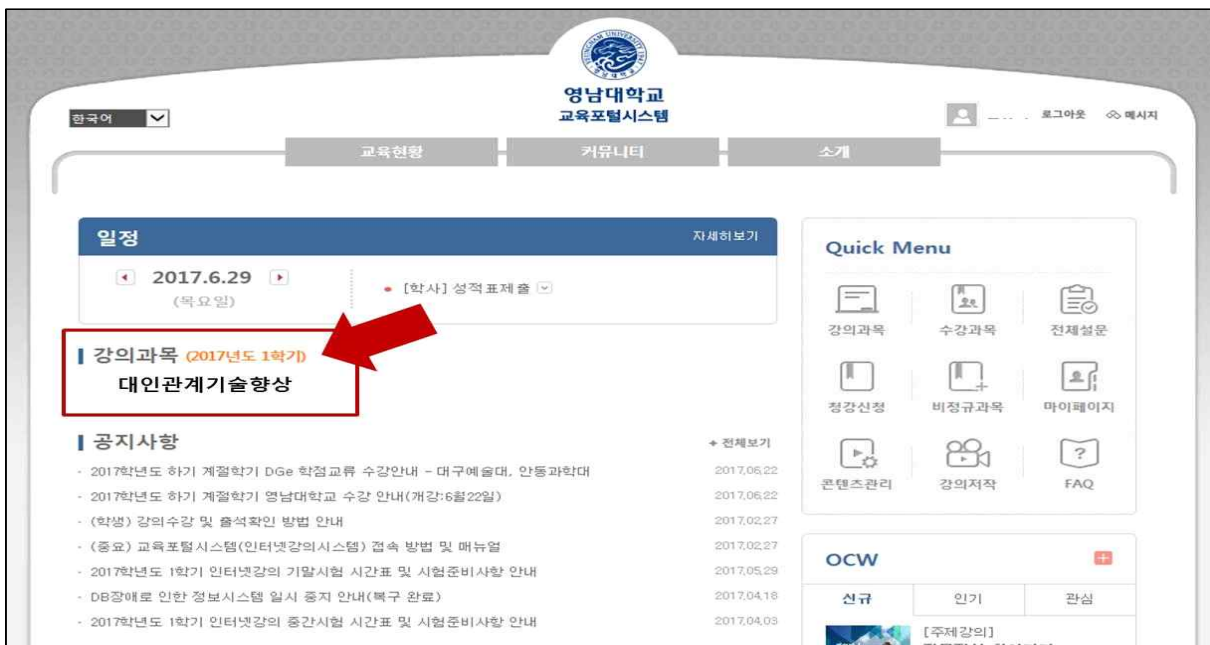 YEUNGNAM UNIVERSITY
영남대학교
교육포털시스템
한국어
로그아웃 메시지
교육현황 커뮤니티 소개
일정 자세히보기
2017.6.29
(목요일)
[학사] 성적표제출
강의과목 (2017년도 1학기)
대인관계기술향상
공지사항 + 전체보기
· 2017학년도 하기 계절학기 DGe 학점교류 수강안내 - 대구예술대, 안동과학대 2017,06,22
· 2017학년도 하기 계절학기 영남대학교 수강 안내(개강:6월22일) 2017,06,22
· (학생) 강의수강 및 출석확인 방법 안내 2017,02,27
· (중요) 교육포털시스템(인터넷강의시스템) 접속 방법 및 매뉴얼 2017,02,27
· 2017학년도 1학기 인터넷강의 기말시험 시간표 및 시험준비사항 안내 2017,05,29
· DB장애로 인한 정보시스템 일시 중지 안내(복구 완료) 2017,04,18
· 2017학년도 1학기 인터넷강의 중간시험 시간표 및 시험준비사항 안내 2017,04,03
Quick Menu
강의과목 수강과목 전체설문
청강신청 비정규과목 마이페이지
콘텐츠관리 강의저작 FAQ
OCW
신규 인기 관심
[주제강의]